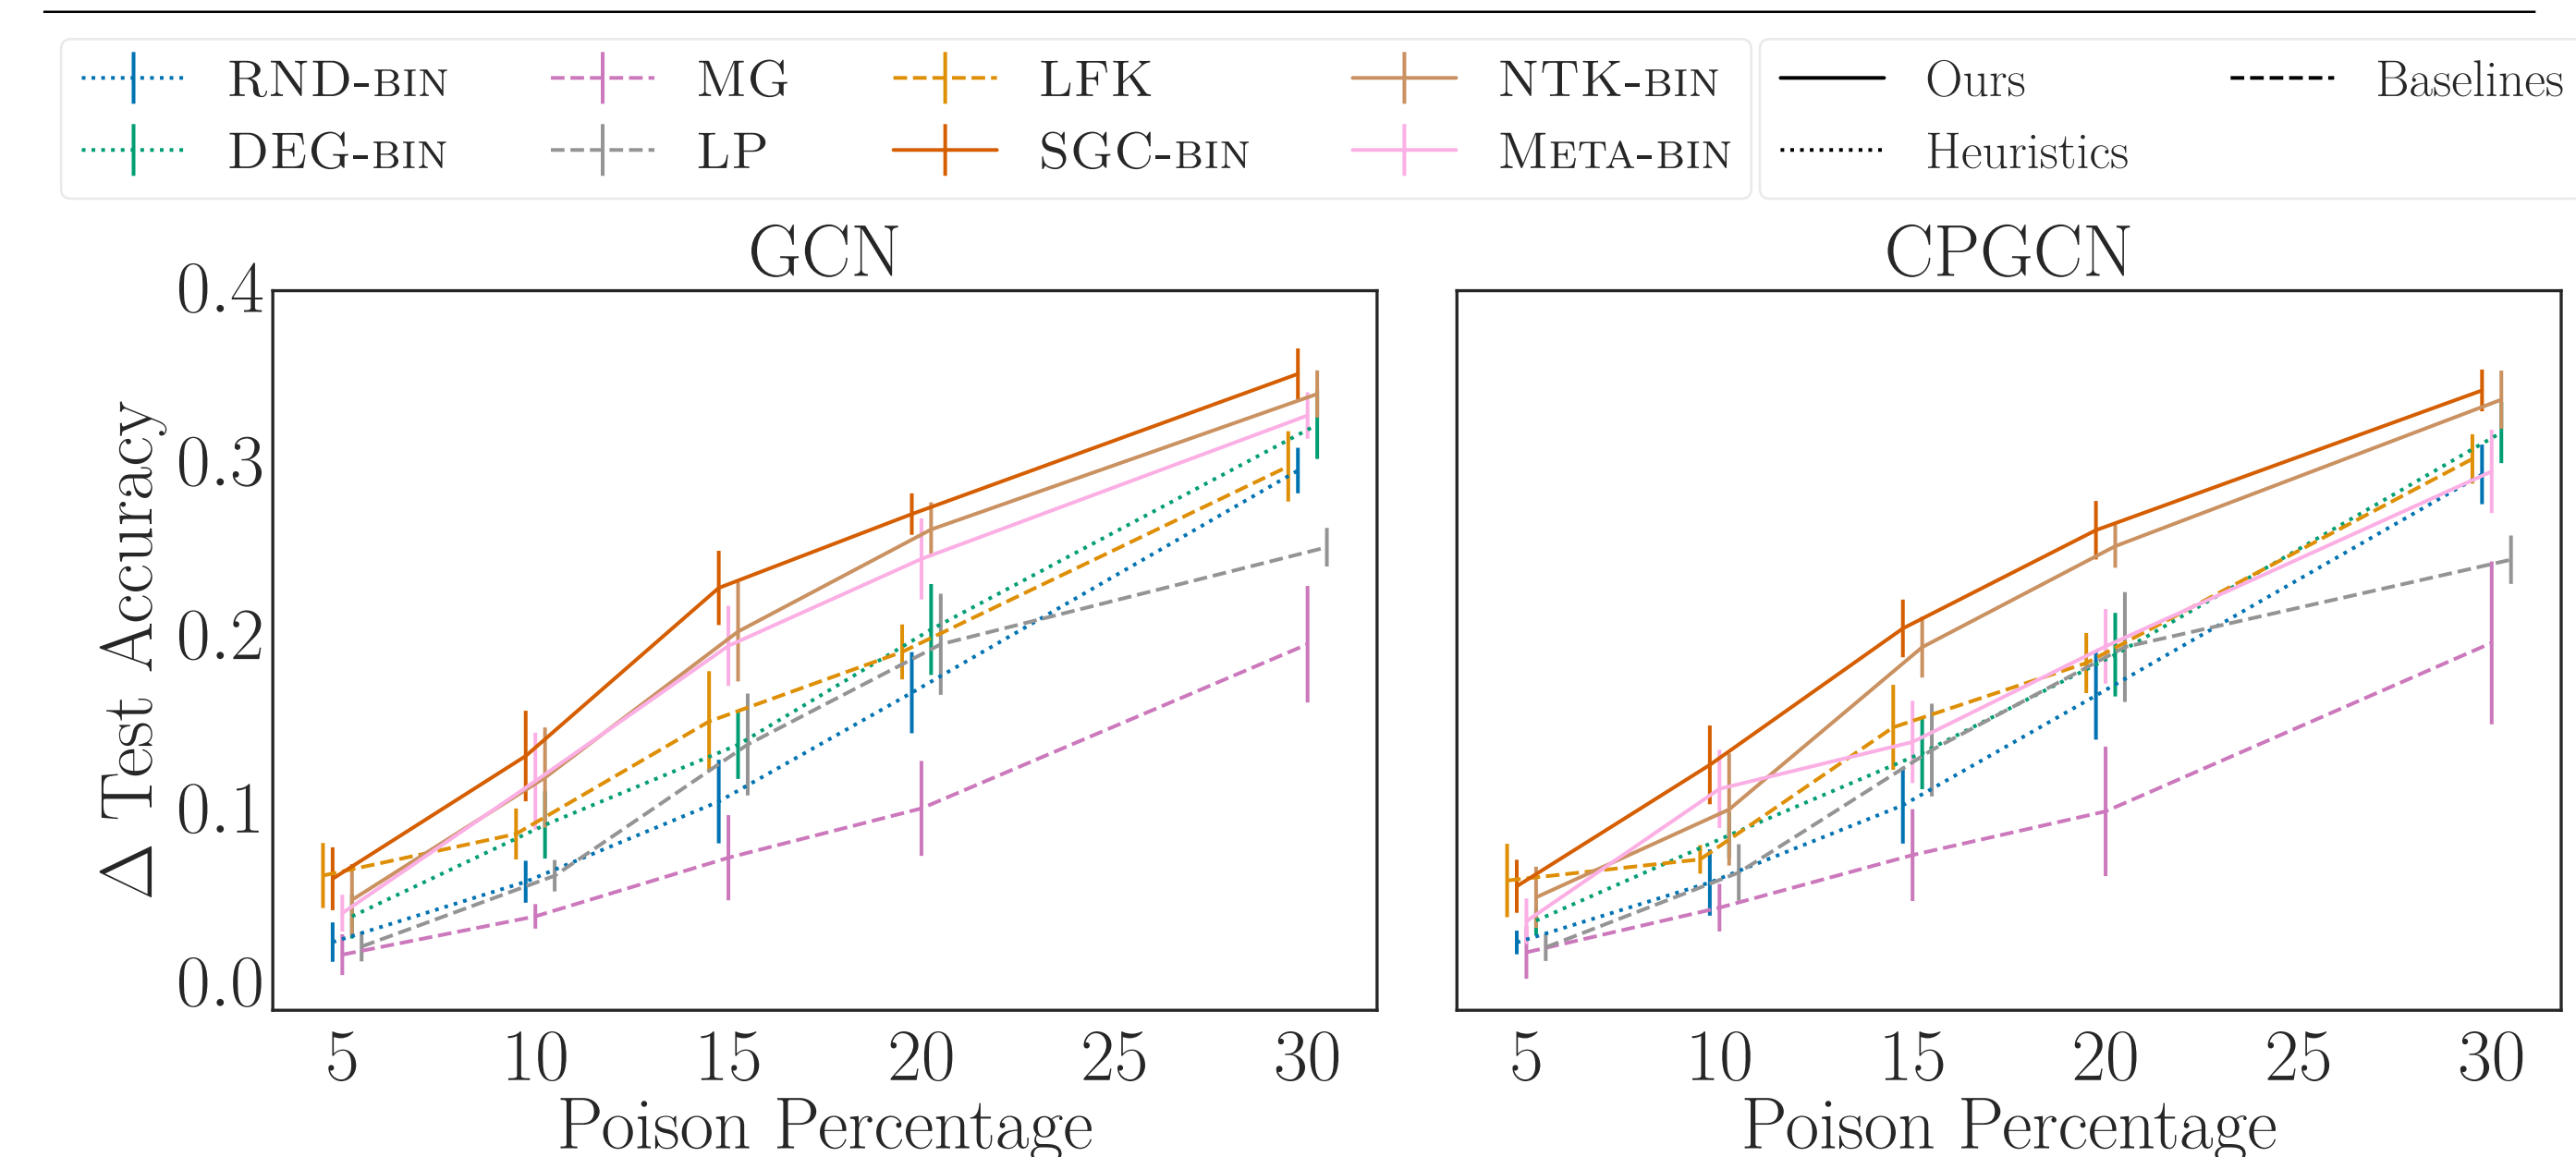 RND-BIN MG LFK NTK-BIN Ours Baselines
DEG-BIN LP SGC-BIN META-BIN Heuristics
GCN CPGCN
0.4
0.3
0.2
0.1
0.0
Δ Test Accuracy
5 10 15 20 25 30 5 10 15 20 25 30
Poison Percentage Poison Percentage